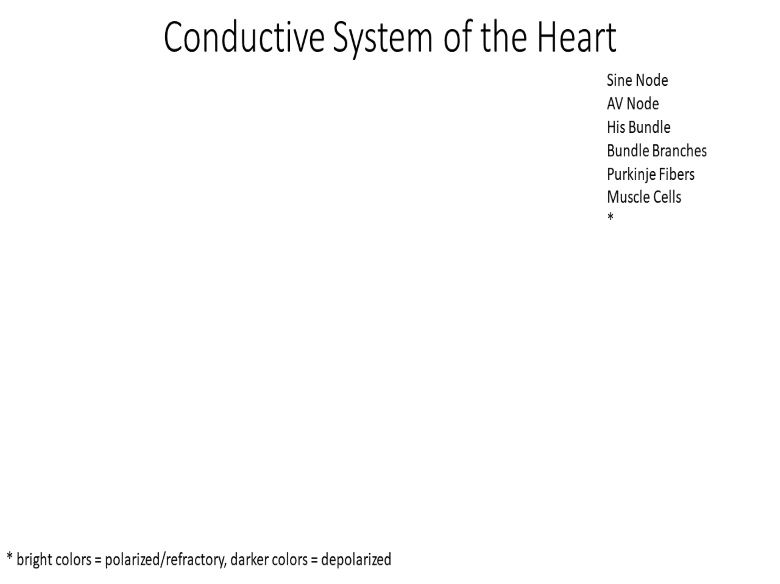 Conductive System of the Heart
Sine Node
AV Node
His Bundle
Bundle Branches
Purkinje Fibers
Muscle Cells
*
* bright colors = polarized/refractory, darker colors = depolarized